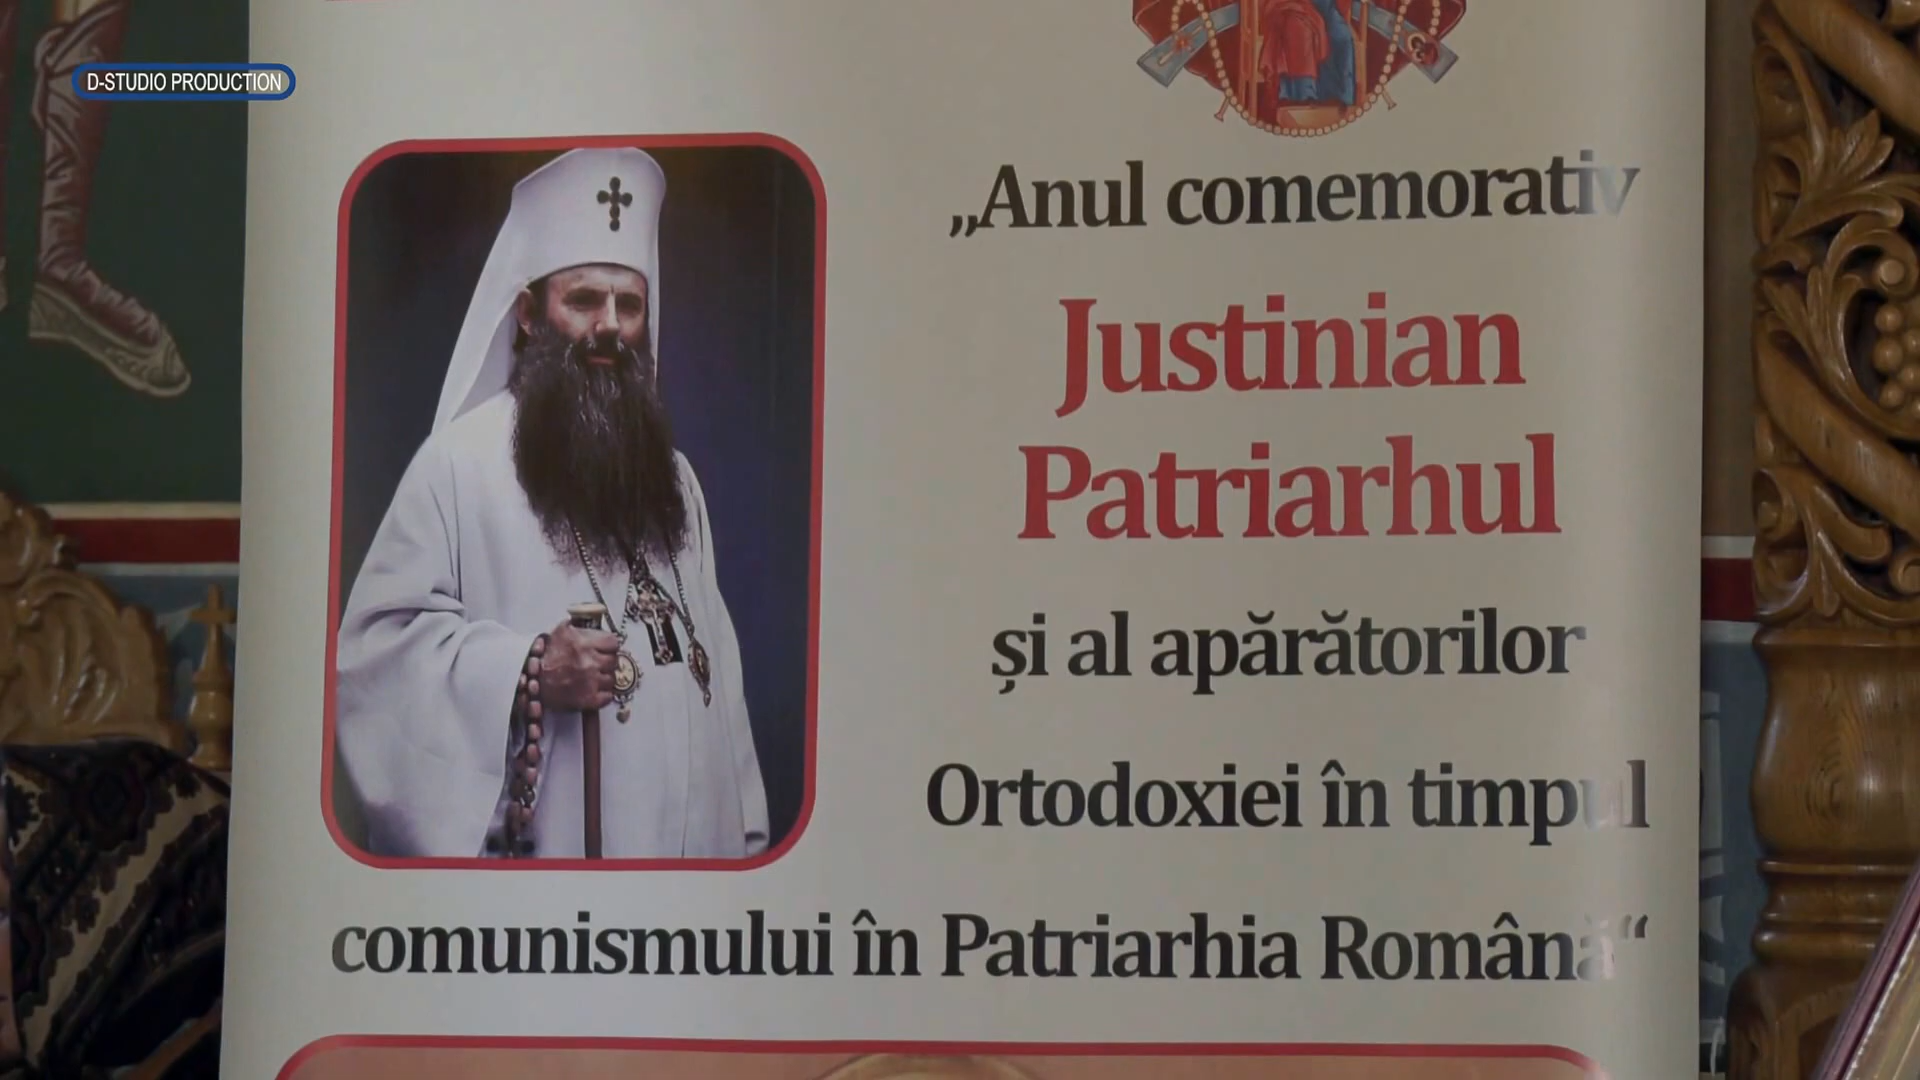 D-STUDIO PRODUCTION
„Anul comemorativ
Justinian
Patriarhul
și al apărătorilor
Ortodoxiei în timpul
comunismului în Patriarhia Română“